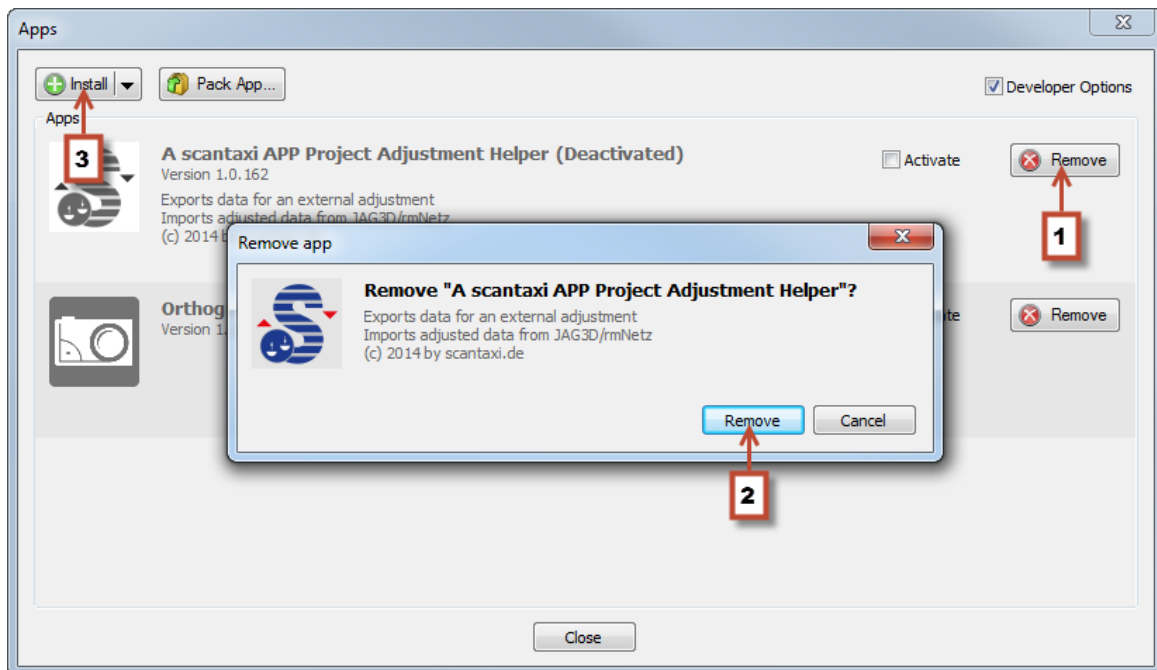 Apps
Install
Pack App...
Developer Options
Apps
3
A scantaxi APP Project Adjustment Helper (Deactivated)
Activate
Remove
Version 1.0.162
Exports data for an external adjustment
Imports adjusted data from JAG3D/rmNetz
(c) 2014 b
1
Remove app
Remove "A scantaxi APP Project Adjustment Helper"?
Exports data for an external adjustment
Imports adjusted data from JAG3D/rmNetz
(c) 2014 by scantaxi.de
Orthog
Version 1.
ate
Remove
Remove
Cancel
2
Close